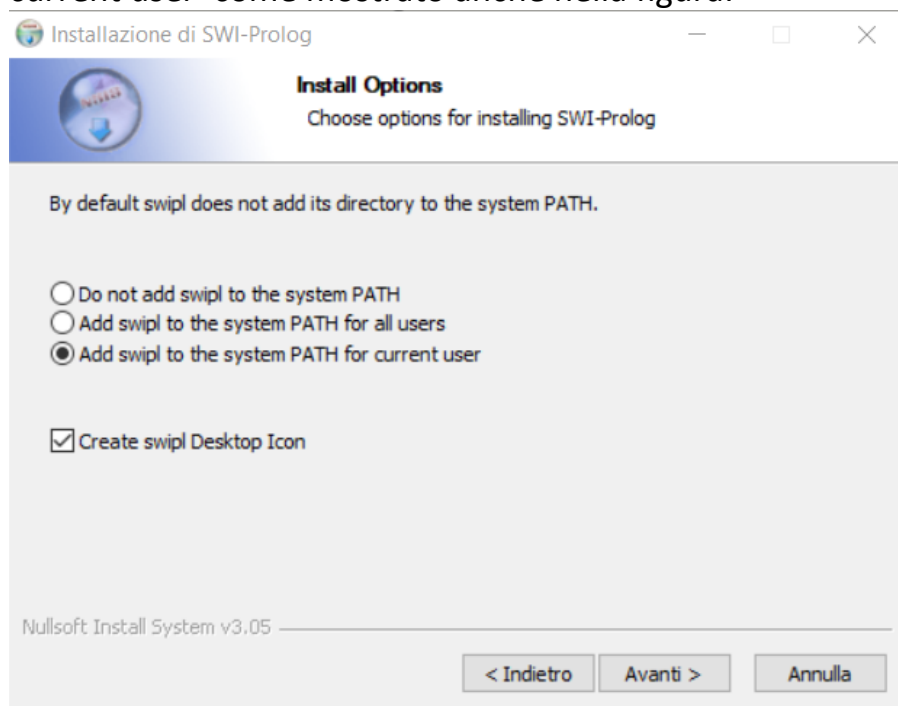 current user" come mostrato anche nella figura:
Installazione di SWI-Prolog
Install Options
Choose options for installing SWI-Prolog
By default swipl does not add its directory to the system PATH.
Do not add swipl to the system PATH
Add swipl to the system PATH for all users
Add swipl to the system PATH for current user
Create swipl Desktop Icon
Nullsoft Install System v3.05
< Indietro
Avanti >
Annulla